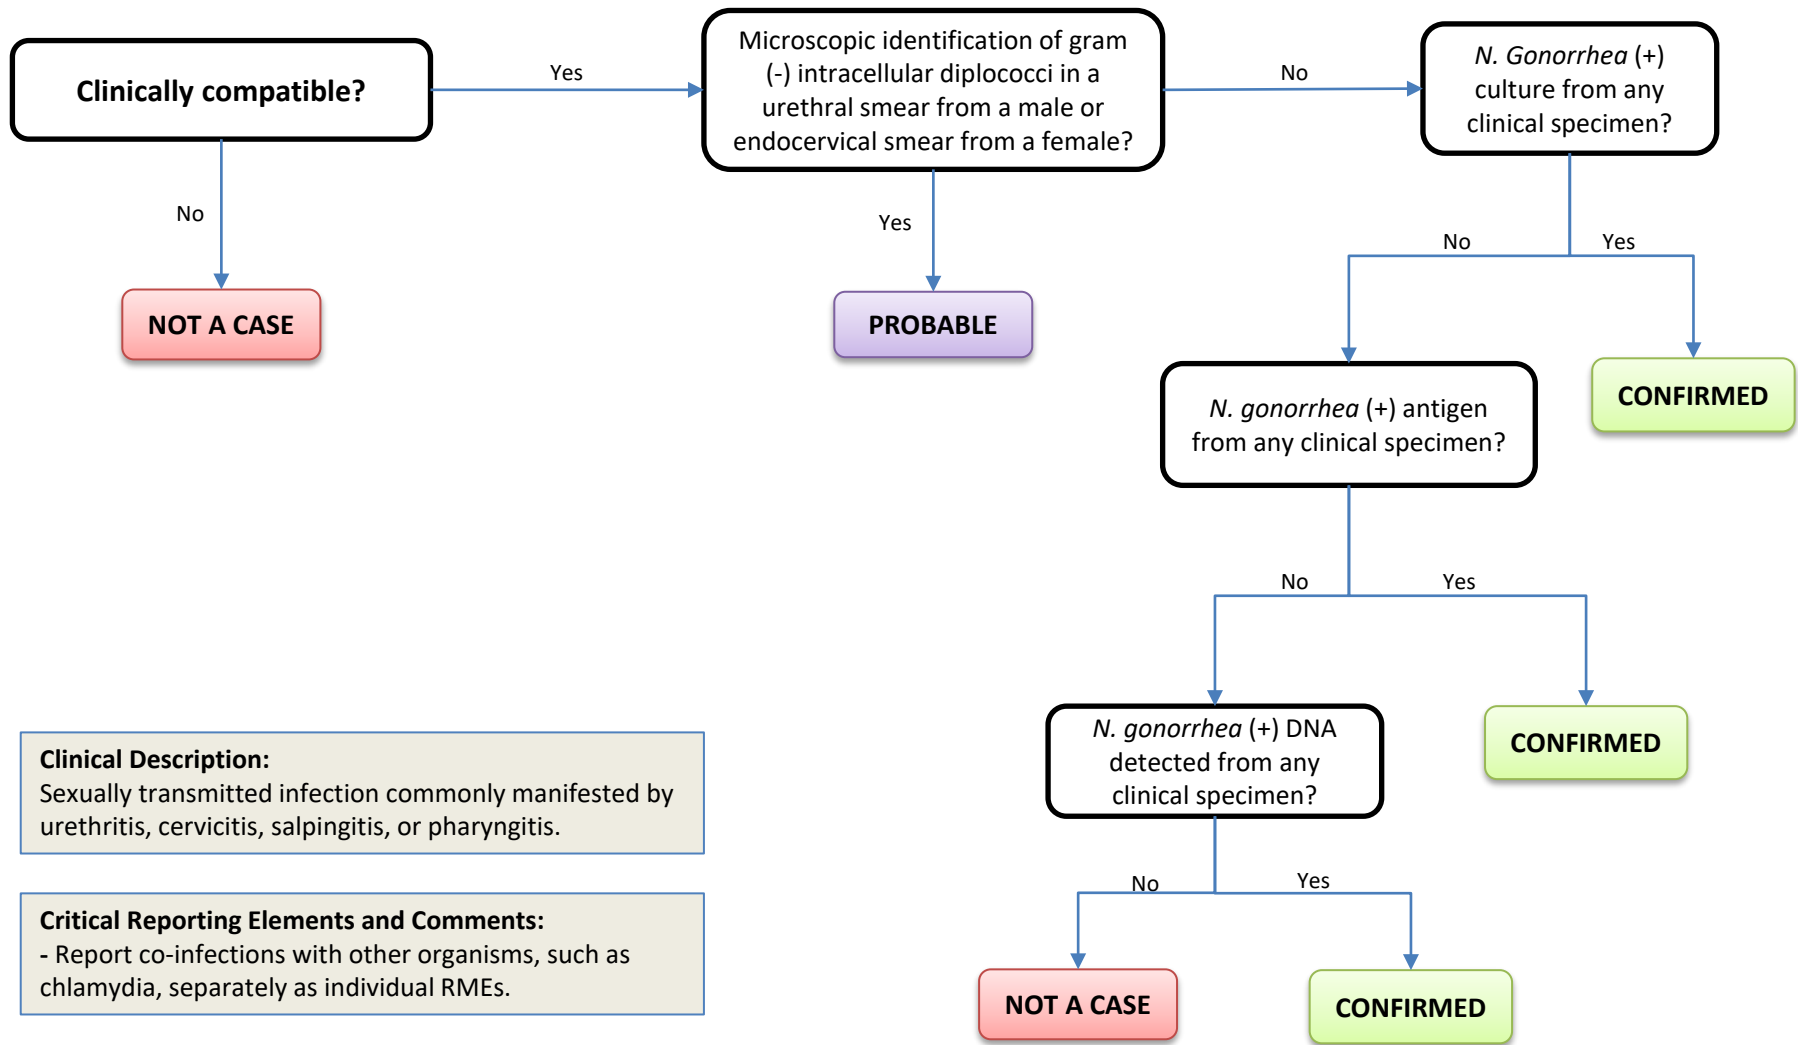 Clinically compatible?
Yes
Microscopic identification of gram
(-) intracellular diplococci in a
urethral smear from a male or
endocervical smear from a female?
No
N. Gonorrhea (+)
culture from any
clinical specimen?
No
Yes
NOT A CASE
PROBABLE
No
Yes
CONFIRMED
N. gonorrhea (+) antigen
from any clinical specimen?
No
Yes
CONFIRMED
N. gonorrhea (+) DNA
detected from any
clinical specimen?
No
Yes
NOT A CASE
CONFIRMED
Clinical Description:
Sexually transmitted infection commonly manifested by
urethritis, cervicitis, salpingitis, or pharyngitis.
Critical Reporting Elements and Comments:
- Report co-infections with other organisms, such as
chlamydia, separately as individual RMEs.